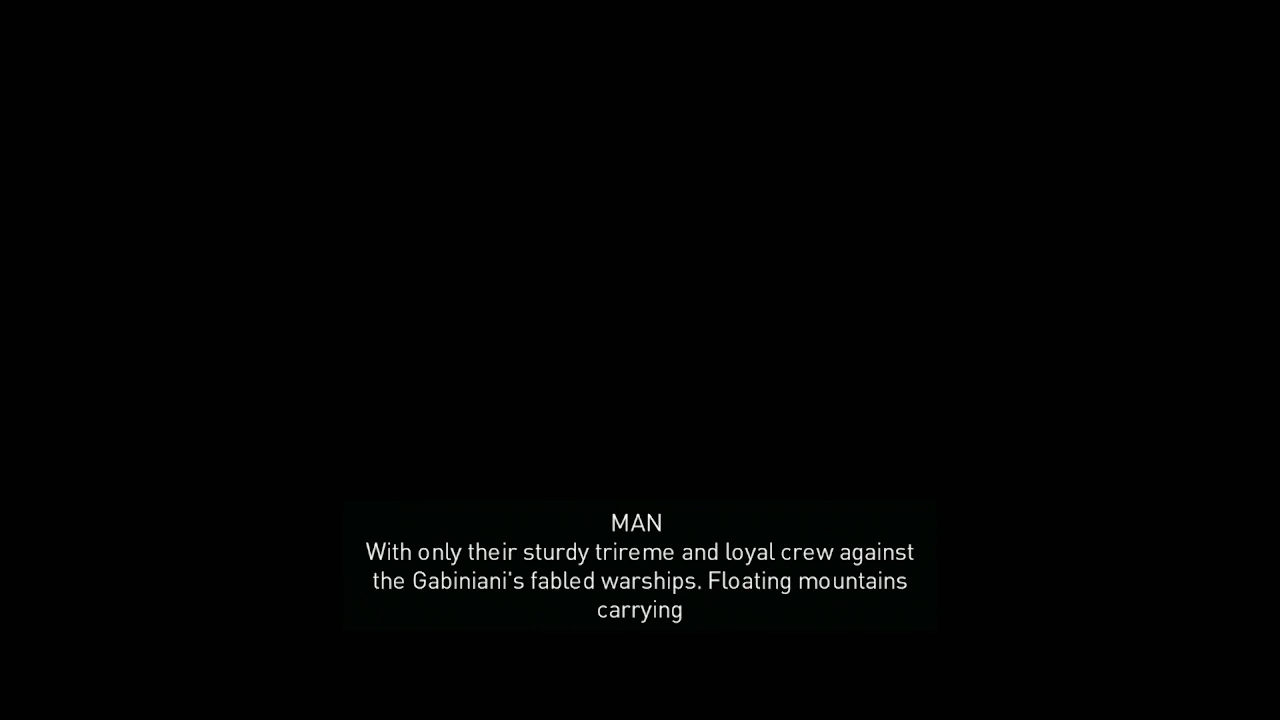 MAN
With only their sturdy trireme and loyal crew against
the Gabiniani's fabled warships. Floating mountains
carrying